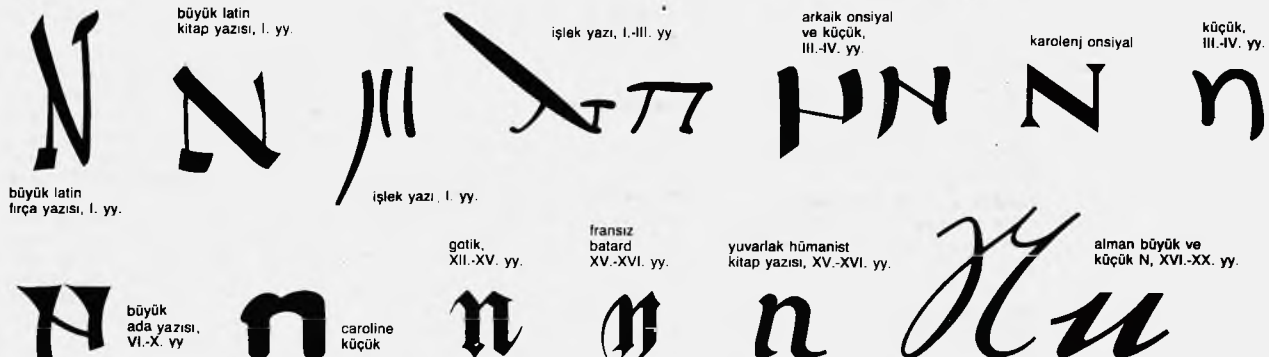 büyük latin
kitap yazısı, I. yy.
işlek yazı, I.-III. yy
arkaik onsiyal
ve küçük,
III.-IV. yy.
karolenj onsiyal
küçük,
III.-IV. yy.
büyük latin
fırça yazısı, I. yy.
işlek yazı, I. yy.
büyük
ada yazısı,
VI.-X. yy
caroline
küçük
gotik,
XII.-XV. yy.
fransız
batard
XV.-XVI. yy.
yuvarlak hümanist
kitap yazısı, XV.-XVI. yy.
alman büyük ve
küçük N, XVI.-XX. yy.